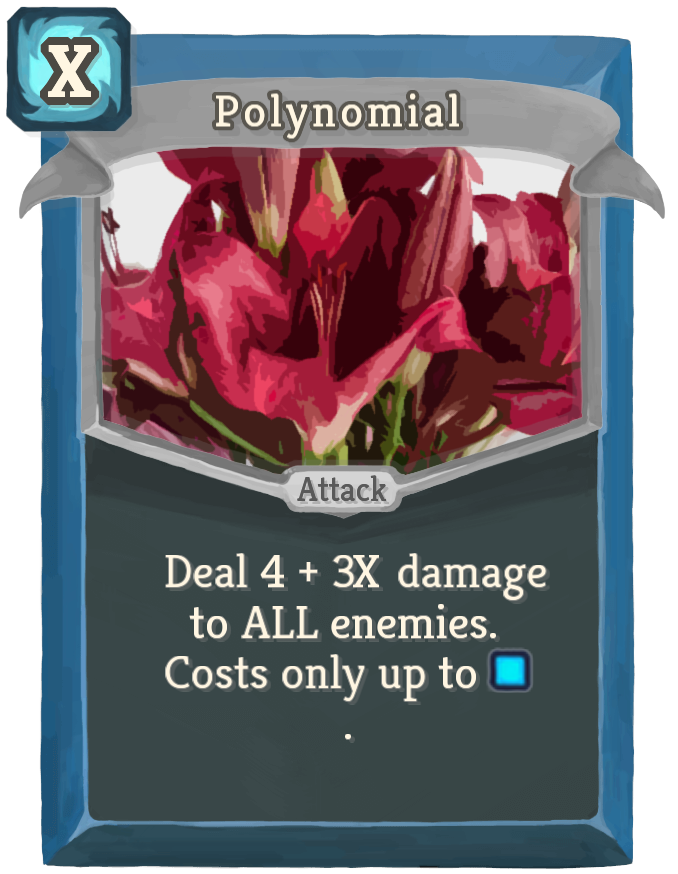 X
Polynomial
Attack
Deal 4 + 3X damage
to ALL enemies.
Costs only up to
.